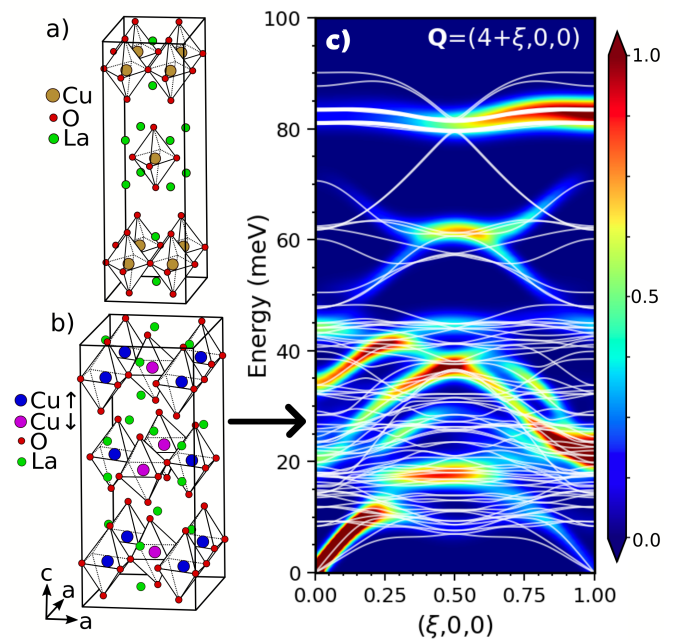 a)
Cu
O
La
b)
Cu↑
Cu↓
O
La
c
a
a
c)
Q=(4+ξ,0,0)
Energy (meV)
100
80
60
40
20
0
0.00
0.25
0.50
0.75
1.00
(ξ,0,0)
1.0
0.5
0.0